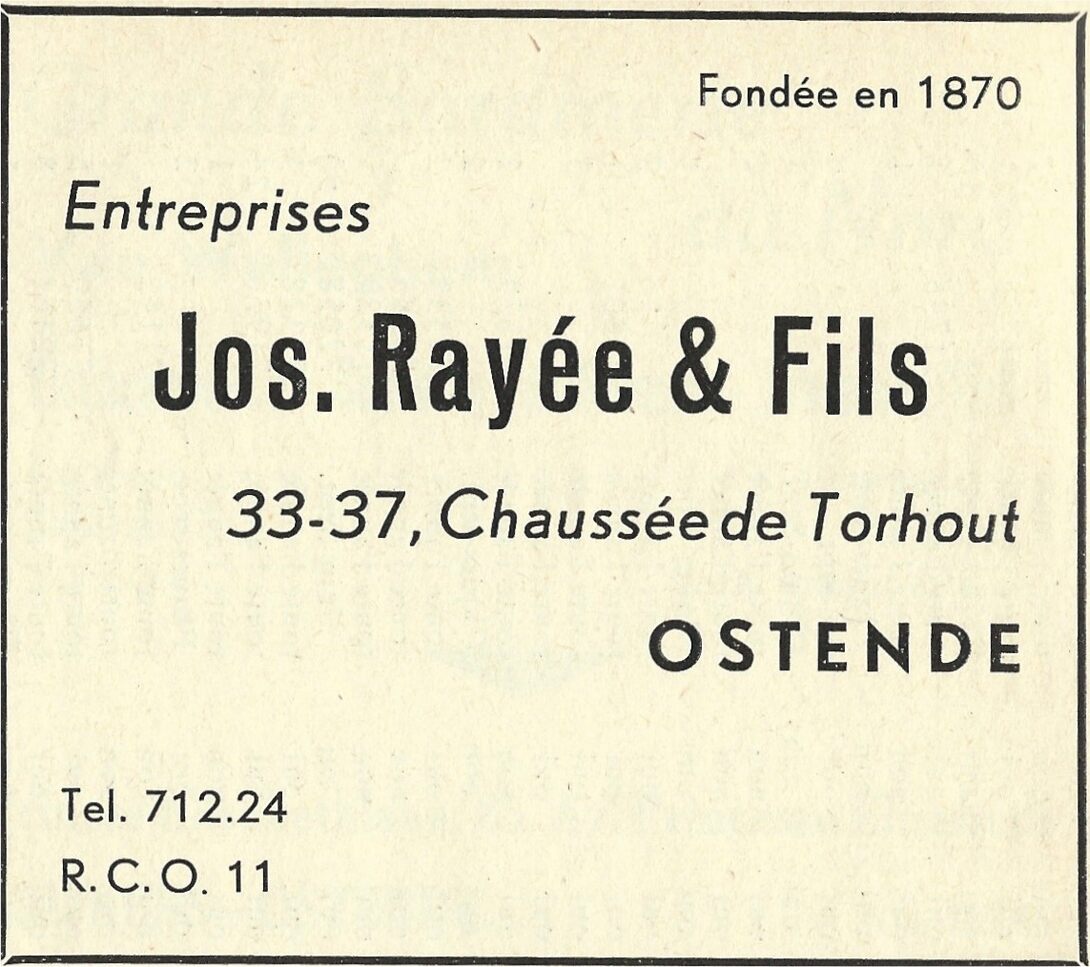 Fondée en 1870
Entreprises
Jos. Rayée & Fils
33-37, Chaussée de Torhout
OSTENDE
Tel. 712.24
R. C. O. 11